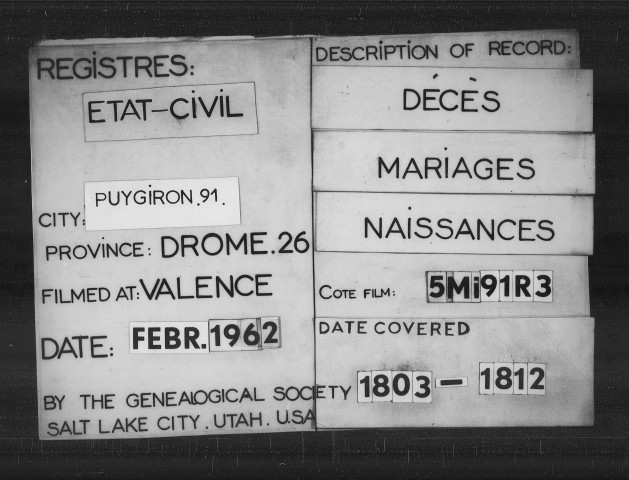 REGISTRES:
ETAT-CIVIL
CITY: PUYGIRON.91.
PROVINCE: DROME.26
FILMED AT: VALENCE
DATE: FEBR.1962
BY THE GENEALOGICAL SOCIETY
SALT LAKE CITY. UTAH. U.S.A
DESCRIPTION OF RECORD:
DÉCÈS
MARIAGES
NAISSANCES
COTE FILM: 5Mi91R3
DATE COVERED
1803 - 1812